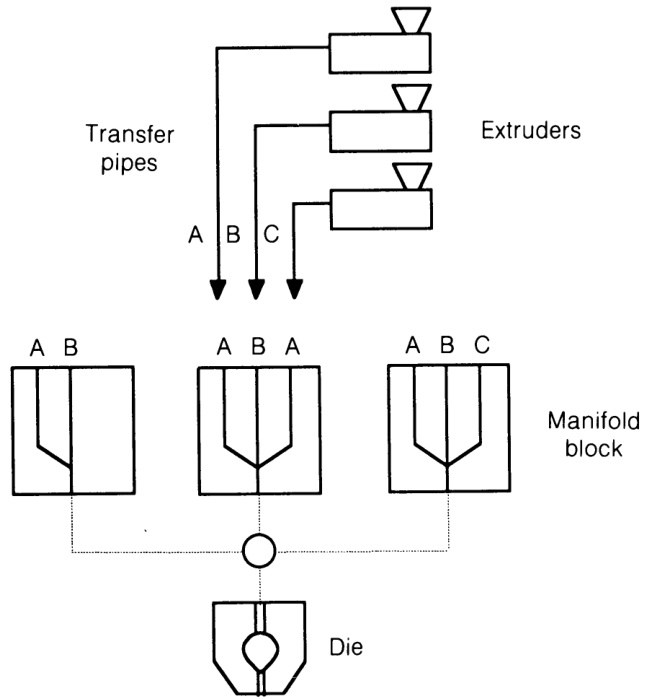 Transfer
pipes
Extruders
A B C
A B
A B A
A B C
Manifold
block
Die